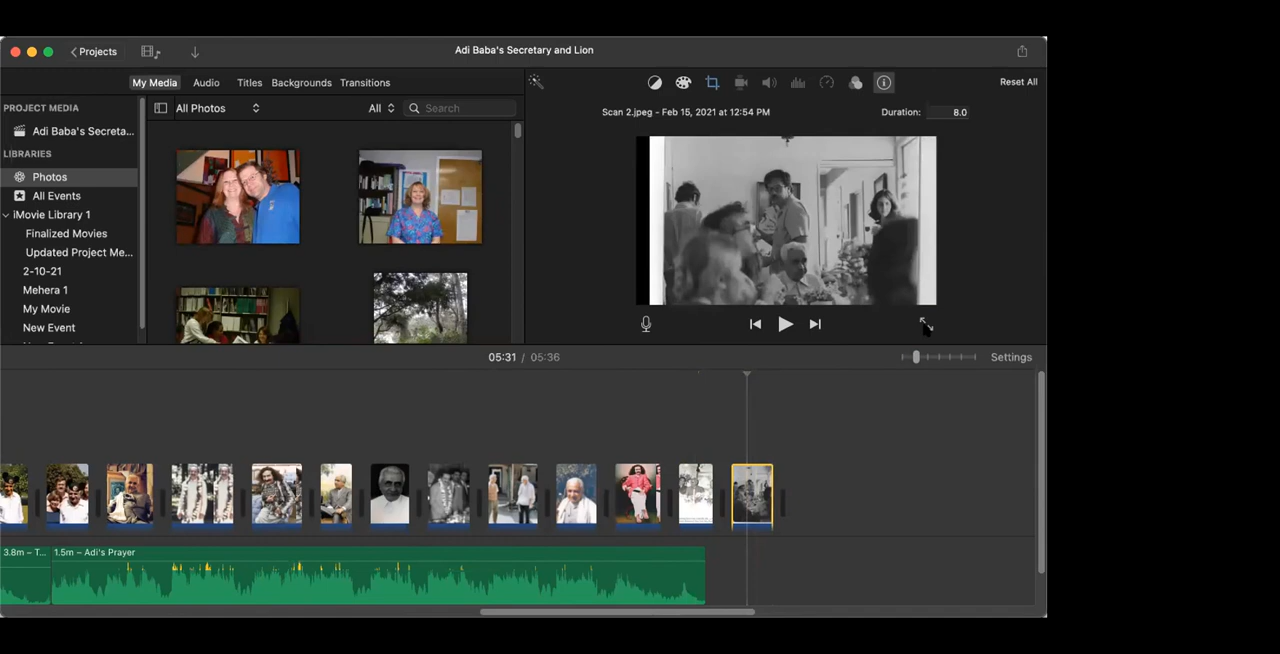 Projects
Adi Baba's Secretary and Lion
My Media
Audio
Titles
Backgrounds
Transitions
Reset All
PROJECT MEDIA
All Photos
All
Search
Scan 2.jpeg - Feb 15, 2021 at 12:54 PM
Duration:
8.0
Adi Baba's Secreta...
LIBRARIES
Photos
All Events
iMovie Library 1
Finalized Movies
Updated Project Me...
2-10-21
Mehera 1
My Movie
New Event
05:31 / 05:36
Settings
3.8m – T...
1.5m – Adi's Prayer